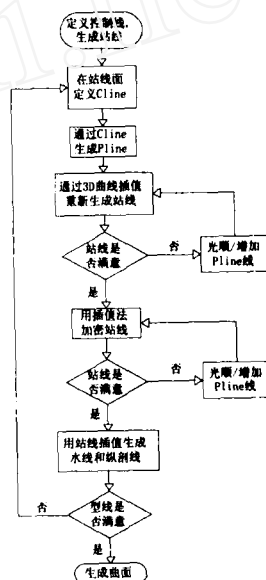 定义控制线,
生成站线
在站线面
定义Cline
通过Cline
生成Pline
通过3D曲线插值
重新生成站线
站线是
否满意
否
光顺/增加
Pline线
是
用插值法
加密站线
站线是
否满意
否
光顺/增加
Pline线
是
用站线插值生成
水线和纵剖线
否
型线是
否满意
是
生成曲面